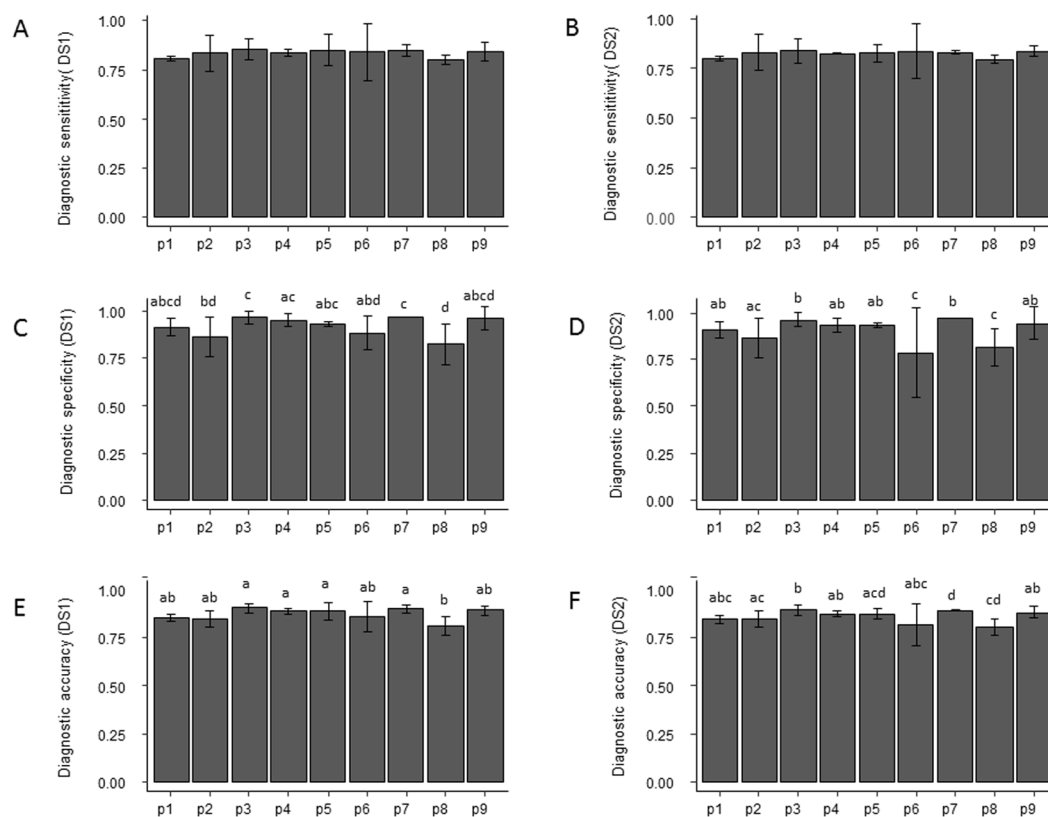 A
Diagnostic sensititivity( DS1)
1.00
0.75
0.50
0.25
0.00
p1 p2 p3 p4 p5 p6 p7 p8 p9
B
Diagnostic sensititivity( DS2)
1.00
0.75
0.50
0.25
0.00
p1 p2 p3 p4 p5 p6 p7 p8 p9
C
Diagnostic specificity (DS1)
1.00
0.75
0.50
0.25
0.00
abcd bd c ac abc abd c d abcd
p1 p2 p3 p4 p5 p6 p7 p8 p9
D
Diagnostic specificity (DS2)
1.00
0.75
0.50
0.25
0.00
ab ac b ab ab c b c ab
p1 p2 p3 p4 p5 p6 p7 p8 p9
E
Diagnostic accuracy (DS1)
1.00
0.75
0.50
0.25
0.00
ab ab a a a ab a b ab
p1 p2 p3 p4 p5 p6 p7 p8 p9
F
Diagnostic accuracy (DS2)
1.00
0.75
0.50
0.25
0.00
abc ac b ab acd abc d cd ab
p1 p2 p3 p4 p5 p6 p7 p8 p9